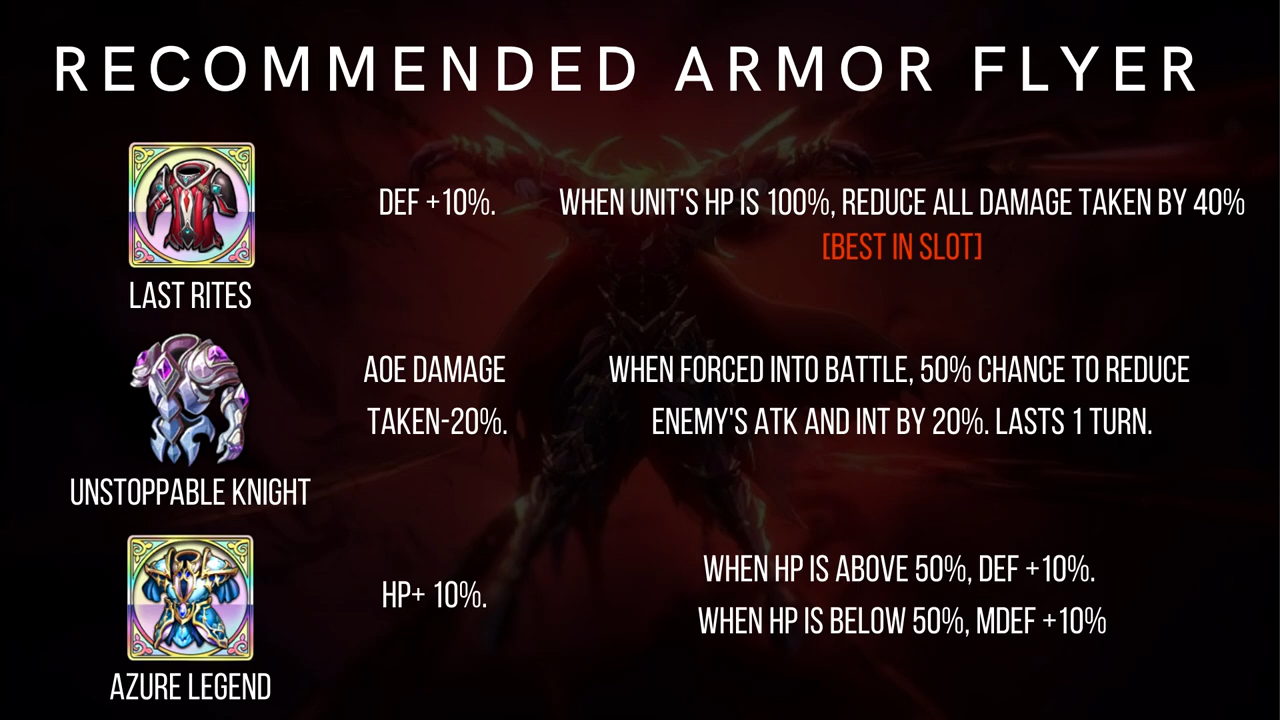 RECOMMENDED ARMOR FLYER
DEF +10%.
WHEN UNIT'S HP IS 100%, REDUCE ALL DAMAGE TAKEN BY 40%
[BEST IN SLOT]
LAST RITES
AOE DAMAGE
TAKEN-20%.
WHEN FORCED INTO BATTLE, 50% CHANCE TO REDUCE
ENEMY'S ATK AND INT BY 20%. LASTS 1 TURN.
UNSTOPPABLE KNIGHT
HP+ 10%.
WHEN HP IS ABOVE 50%, DEF +10%.
WHEN HP IS BELOW 50%, MDEF +10%
AZURE LEGEND